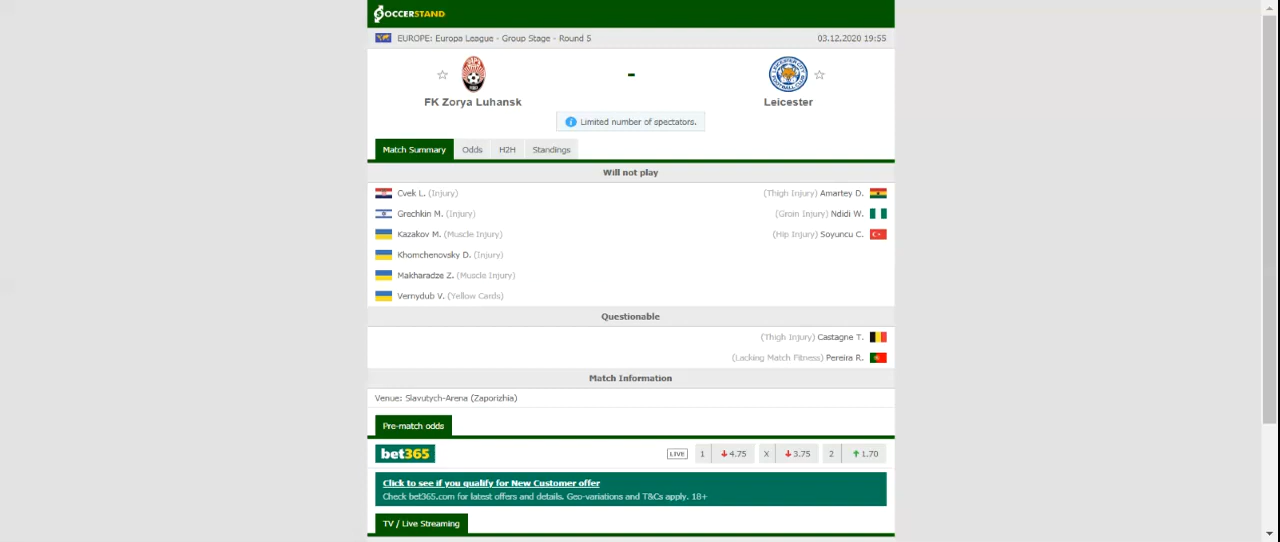 SOCCERSTAND
EUROPE: Europa League - Group Stage - Round 5 03.12.2020 19:55
-
FK Zorya Luhansk Leicester
Limited number of spectators.
Match Summary Odds H2H Standings
Will not play
Cvek L. (Injury) (Thigh Injury) Amartey D.
Grechkin M. (Injury) (Groin Injury) Ndidi W.
Kazakov M. (Muscle Injury) (Hip Injury) Soyuncu C.
Khomchenovsky D. (Injury)
Makharadze Z. (Muscle Injury)
Vernydub V. (Yellow Cards)
Questionable
(Thigh Injury) Castagne T.
(Lacking Match Fitness) Pereira R.
Match Information
Venue: Slavutych-Arena (Zaporizhia)
Pre-match odds
bet365 LIVE 1 4.75 X 3.75 2 1.70
Click to see if you qualify for New Customer offer
Check bet365.com for latest offers and details. Geo-variations and T&Cs apply. 18+
TV / Live Streaming